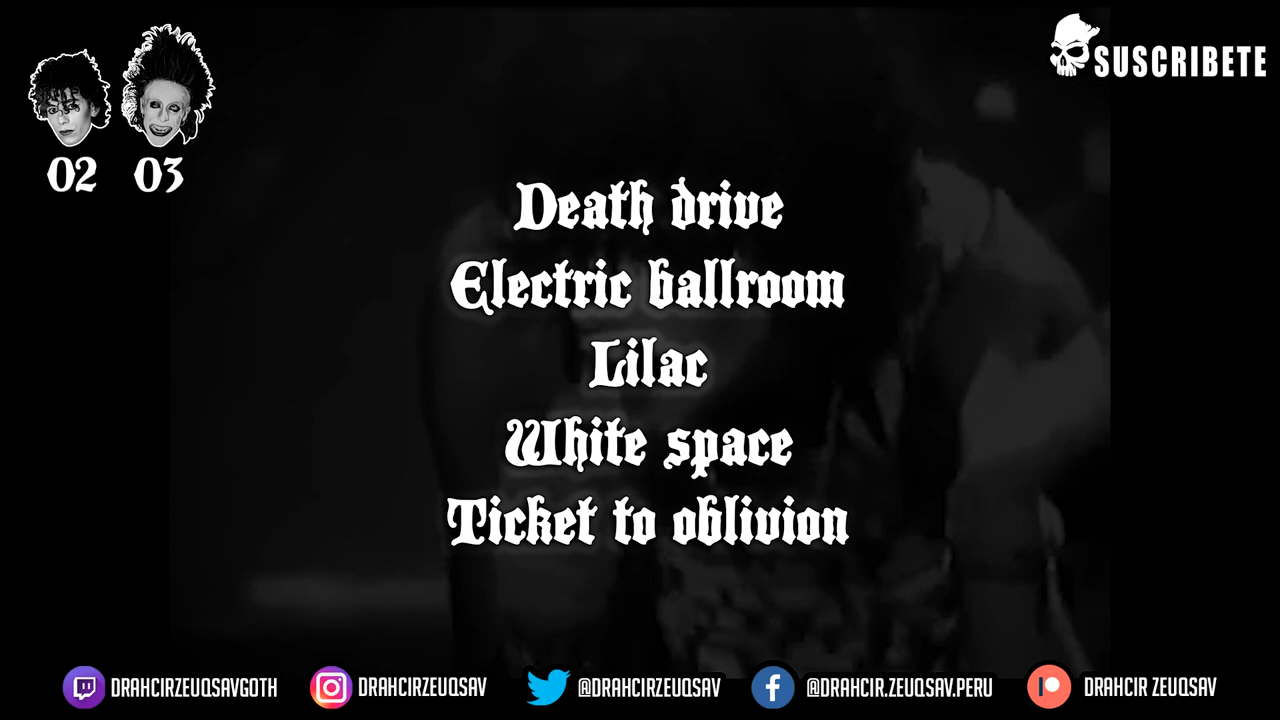 SUSCRIBETE
02 03
Death drive
Electric ballroom
Lilac
White space
Ticket to oblivion
DRAHCIRZEUQSAVGOTH DRAHCIRZEUQSAV @DRAHCIRZEUQSAV @DRAHCIR.ZEUQSAV.PERU DRAHCIR ZEUQSAV